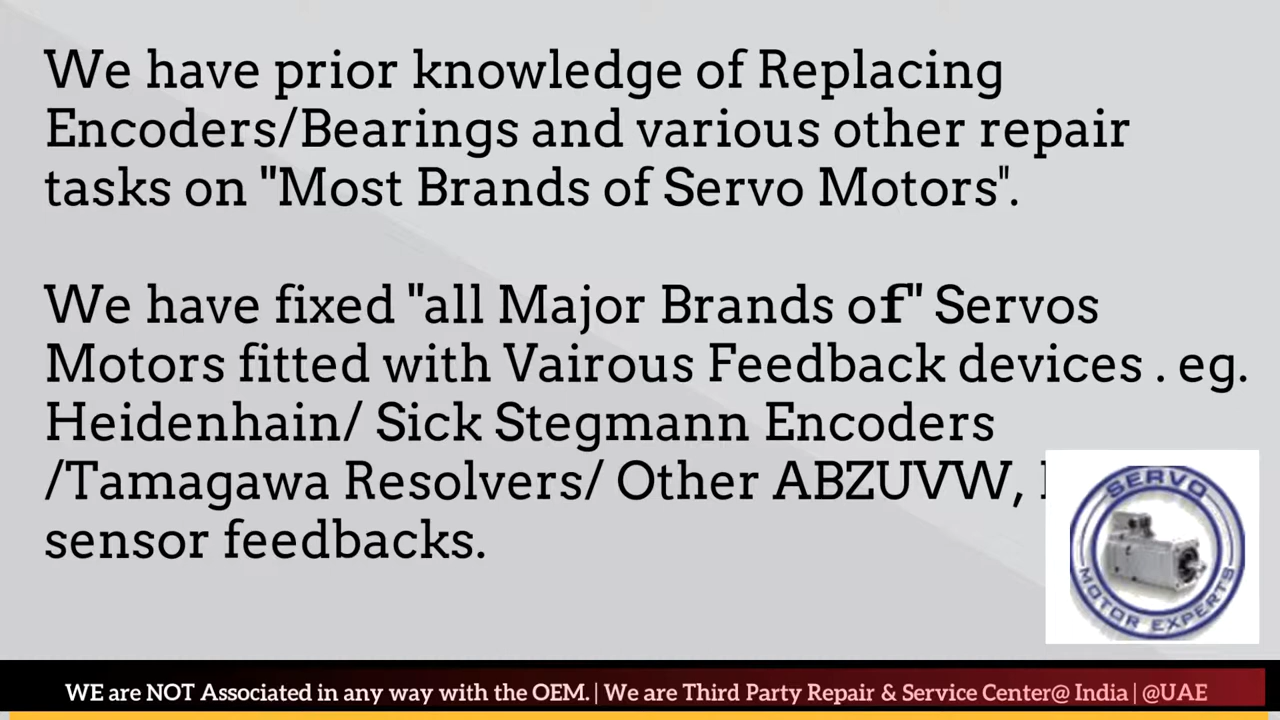 We have prior knowledge of Replacing
Encoders/Bearings and various other repair
tasks on "Most Brands of Servo Motors".
We have fixed "all Major Brands of" Servos
Motors fitted with Vairous Feedback devices . eg.
Heidenhain/ Sick Stegmann Encoders
/Tamagawa Resolvers/ Other ABZUVW,
sensor feedbacks.
SERVO
MOTOR EXPERTS
WE are NOT Associated in any way with the OEM. | We are Third Party Repair & Service Center@ India | @UAE